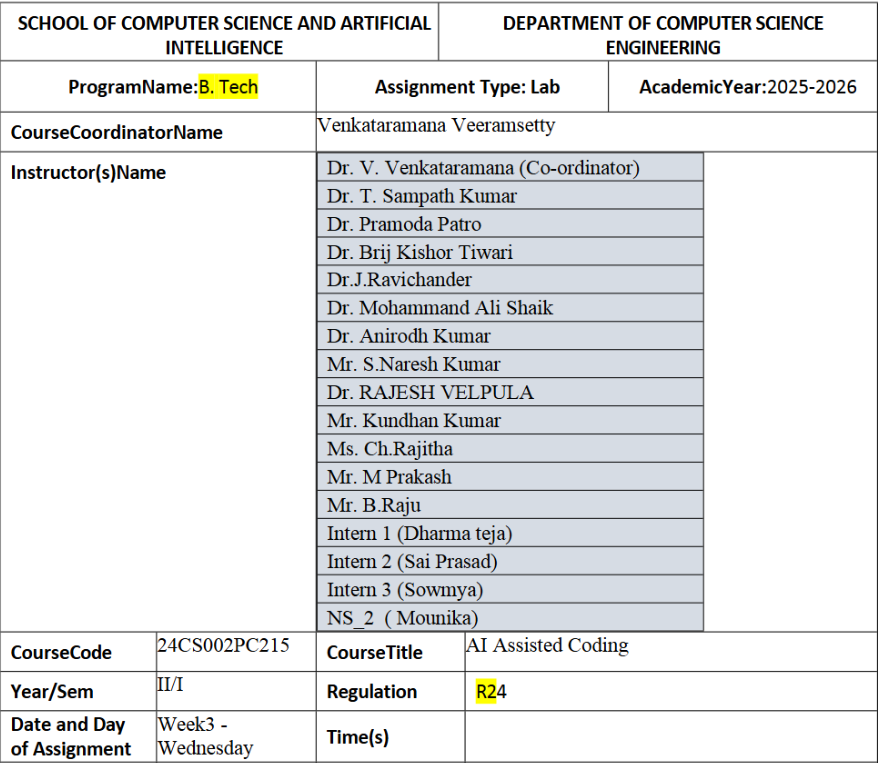 SCHOOL OF COMPUTER SCIENCE AND ARTIFICIAL
INTELLIGENCE
DEPARTMENT OF COMPUTER SCIENCE
ENGINEERING
ProgramName:B. Tech
Assignment Type: Lab
AcademicYear:2025-2026
CourseCoordinatorName
Venkataramana Veeramsetty
Instructor(s)Name
Dr. V. Venkataramana (Co-ordinator)
Dr. T. Sampath Kumar
Dr. Pramoda Patro
Dr. Brij Kishor Tiwari
Dr.J.Ravichander
Dr. Mohammand Ali Shaik
Dr. Anirodh Kumar
Mr. S.Naresh Kumar
Dr. RAJESH VELPULA
Mr. Kundhan Kumar
Ms. Ch.Rajitha
Mr. M Prakash
Mr. B.Raju
Intern 1 (Dharma teja)
Intern 2 (Sai Prasad)
Intern 3 (Sowmya)
NS_2 ( Mounika)
CourseCode
24CS002PC215
CourseTitle
AI Assisted Coding
Year/Sem
II/I
Regulation
R24
Date and Day
of Assignment
Week3 -
Wednesday
Time(s)